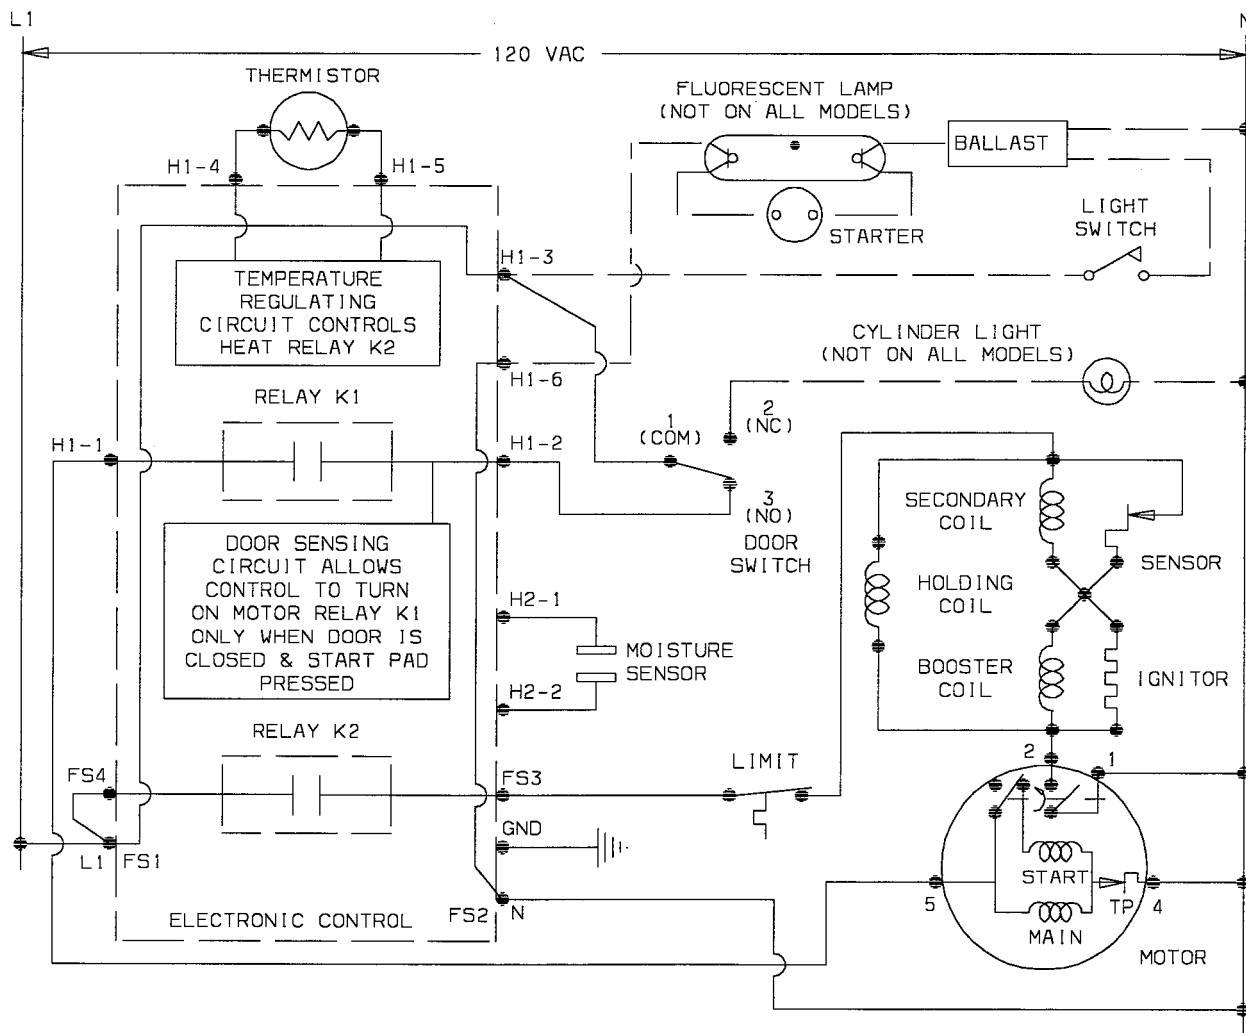 L1
N
120 VAC
THERMISTOR
FLUORESCENT LAMP
(NOT ON ALL MODELS)
BALLAST
H1-4
H1-5
STARTER
LIGHT
SWITCH
H1-3
TEMPERATURE
REGULATING
CIRCUIT CONTROLS
HEAT RELAY K2
CYLINDER LIGHT
(NOT ON ALL MODELS)
H1-6
RELAY K1
1
(COM)
2
(NC)
H1-1
H1-2
3
(NO)
DOOR
SWITCH
SECONDARY
COIL
SENSOR
DOOR SENSING
CIRCUIT ALLOWS
CONTROL TO TURN
ON MOTOR RELAY K1
ONLY WHEN DOOR IS
CLOSED & START PAD
PRESSED
HOLDING
COIL
H2-1
MOISTURE
SENSOR
H2-2
BOOSTER
COIL
IGNITOR
RELAY K2
2
1
LIMIT
FS4
FS3
GND
L1
FS1
START
5
TP
4
FS2
N
MAIN
ELECTRONIC CONTROL
MOTOR